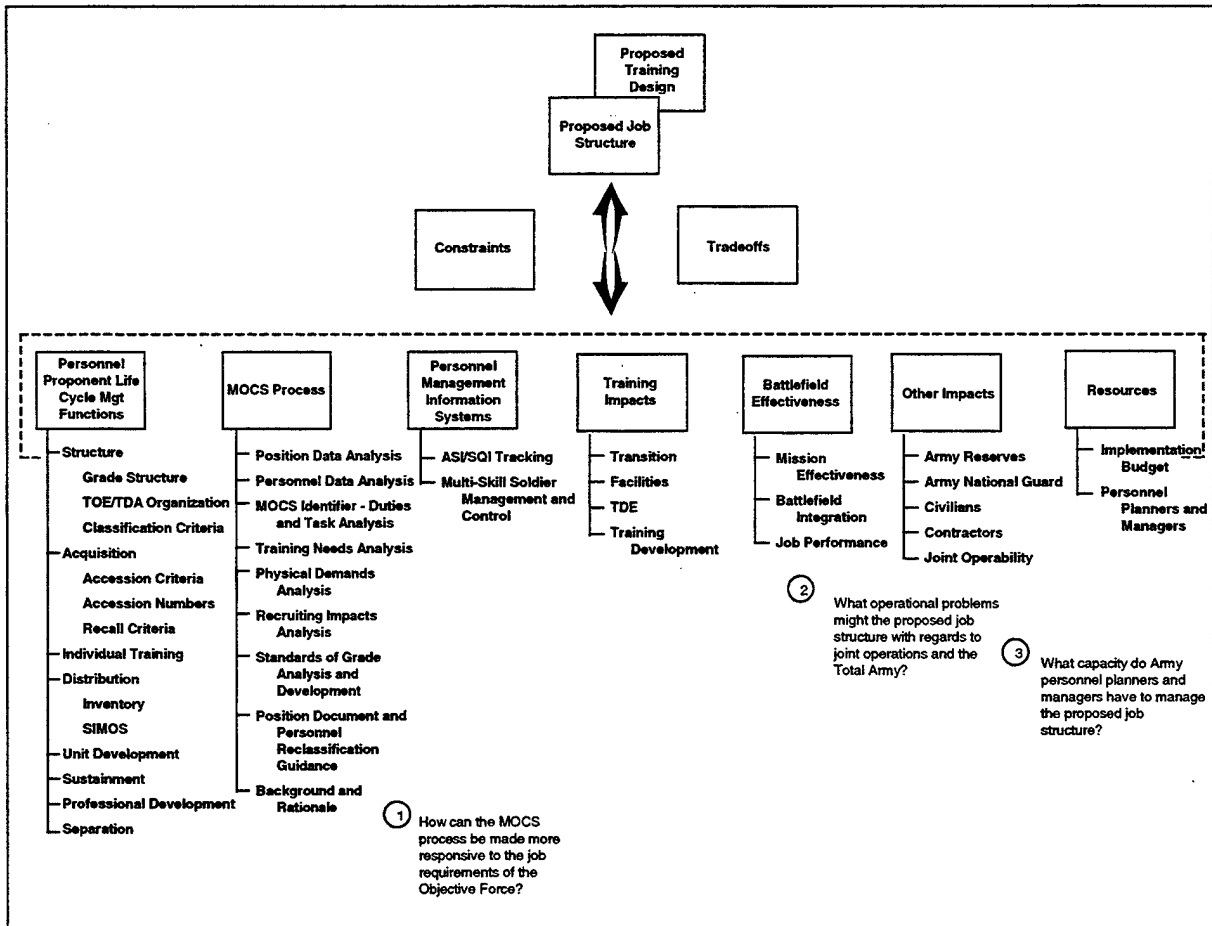 Proposed
Training
Design
Proposed Job
Structure
Constraints
Tradeoffs
Personnel
Proponent Life
Cycle Mgt
Functions
Structure
Grade Structure
TOE/TDA Organization
Classification Criteria
Acquisition
Accession Criteria
Accession Numbers
Recall Criteria
Individual Training
Distribution
Inventory
SIMOS
Unit Development
Sustainment
Professional Development
Separation
MOCS Process
Position Data Analysis
Personnel Data Analysis
MOCS Identifier - Duties
and Task Analysis
Training Needs Analysis
Physical Demands
Analysis
Recruiting Impacts
Analysis
Standards of Grade
Analysis and
Development
Position Document and
Personnel
Reclassification
Guidance
Background and
Rationale
Personnel
Management
Information
Systems
ASI/SQI Tracking
Multi-Skill Soldier
Management and
Control
Training
Impacts
Transition
Facilities
TDE
Training
Development
Battlefield
Effectiveness
Mission
Effectiveness
Battlefield
Integration
Job Performance
Other Impacts
Army Reserves
Army National Guard
Civilians
Contractors
Joint Operability
Resources
Implementation
Budget
Personnel
Planners and
Managers
1
How can the MOCS
process be made more
responsive to the job
requirements of the
Objective Force?
2
What operational problems
might the proposed job
structure with regards to
joint operations and the
Total Army?
3
What capacity do Army
personnel planners and
managers have to manage
the proposed job
structure?